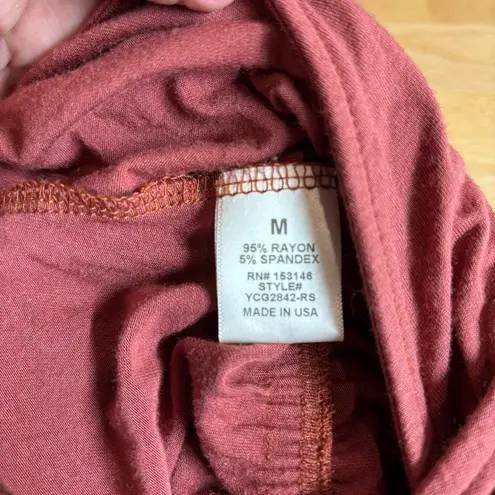 M
95% RAYON
5% SPANDEX
RN# 153146
STYLE#
YCG2842-RS
MADE IN USA